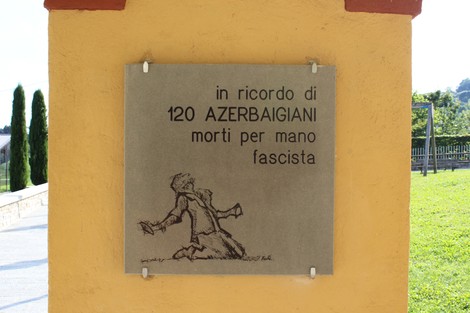 in ricordo di
120 AZERBAIGIANI
morti per mano
fascista